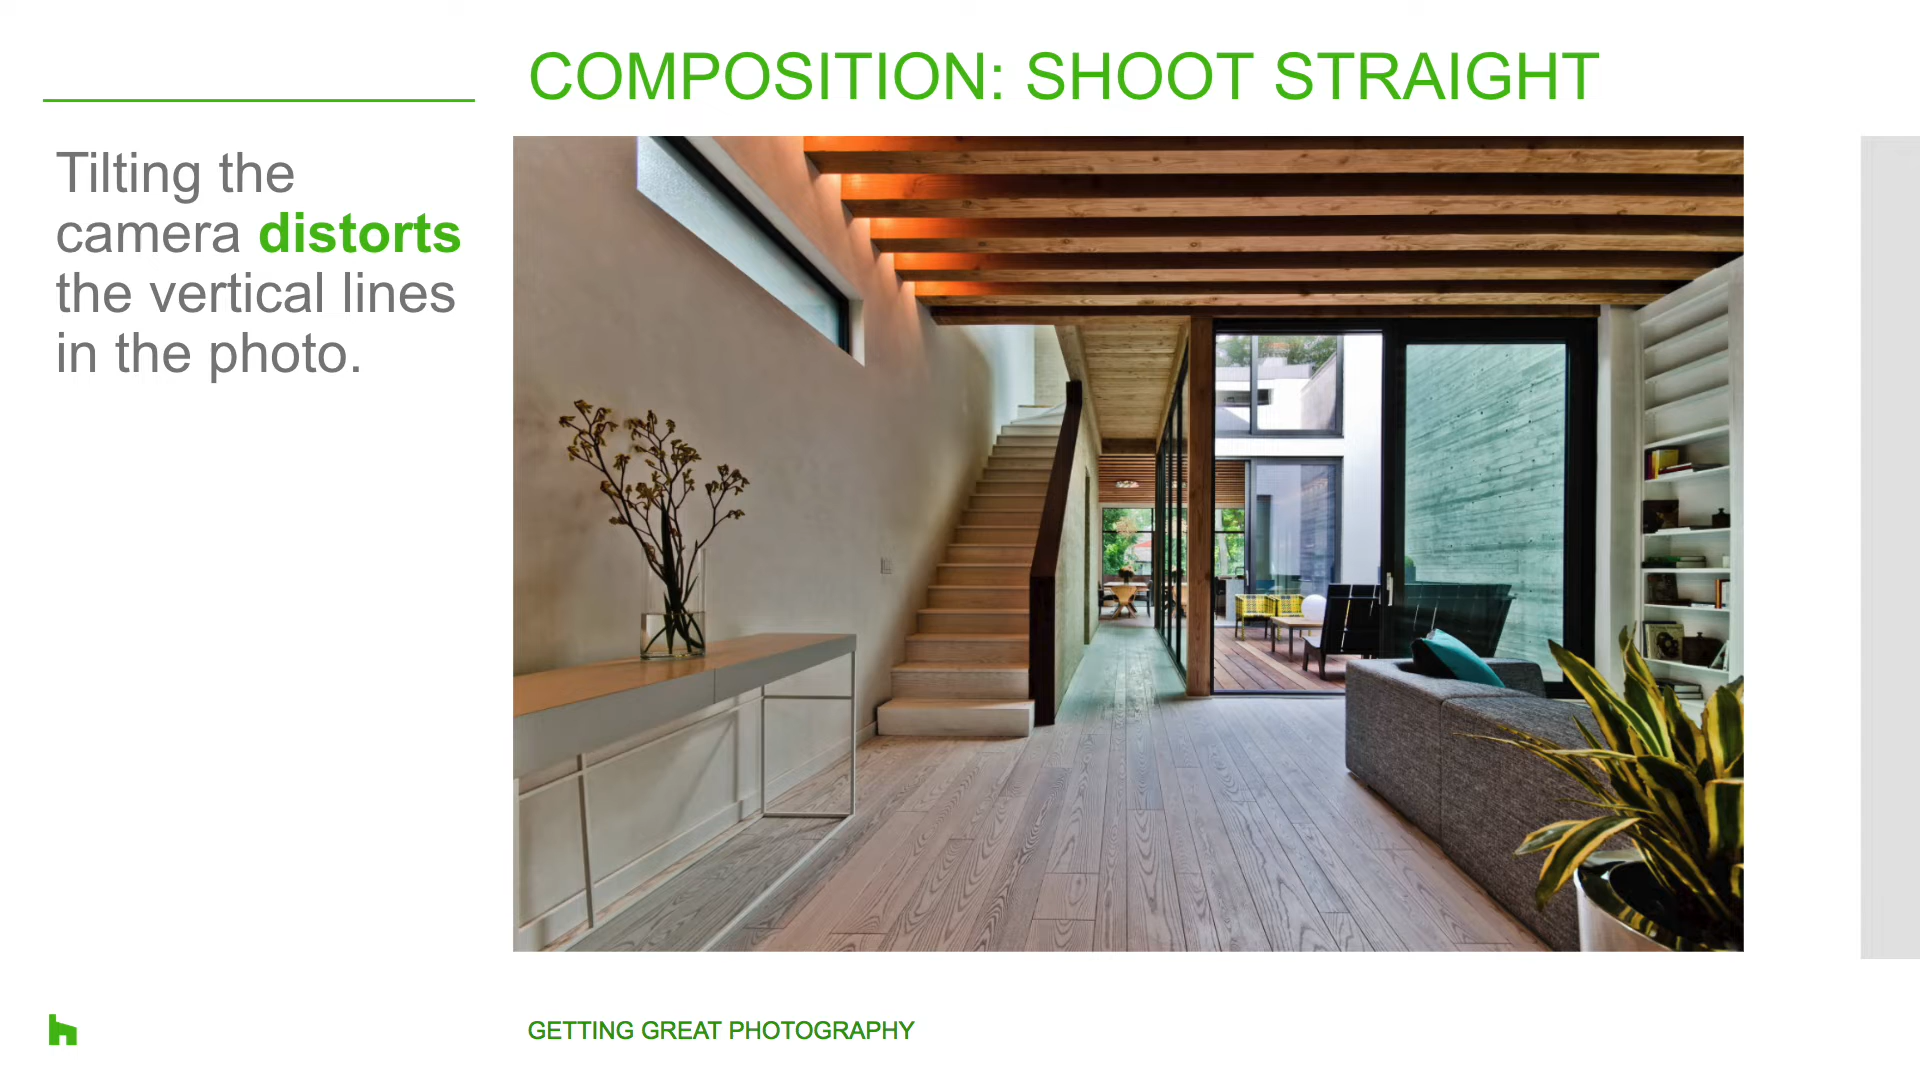 COMPOSITION: SHOOT STRAIGHT
Tilting the
camera distorts
the vertical lines
in the photo.
GETTING GREAT PHOTOGRAPHY